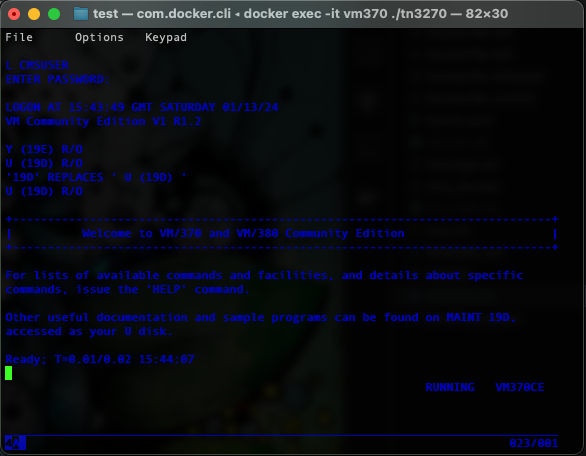 test — com.docker.cli ◂ docker exec -it vm370 ./tn3270 — 82×30
File Options Keypad
L CMSUSER
ENTER PASSWORD:
LOGON AT 15:43:49 GMT SATURDAY 01/13/24
VM Community Edition V1 R1.2
Y (19E) R/O
U (19D) R/O
'19D' REPLACES ' U (19D) '
U (19D) R/O
+------------------------------------------------------------------------------+
| Welcome to VM/370 and VM/380 Community Edition |
+------------------------------------------------------------------------------+
For lists of available commands and facilities, and details about specific
commands, issue the 'HELP' command.
Other useful documentation and sample programs can be found on MAINT 19D,
accessed as your U disk.
Ready; T=0.01/0.02 15:44:07
RUNNING VM370CE
4A
023/001